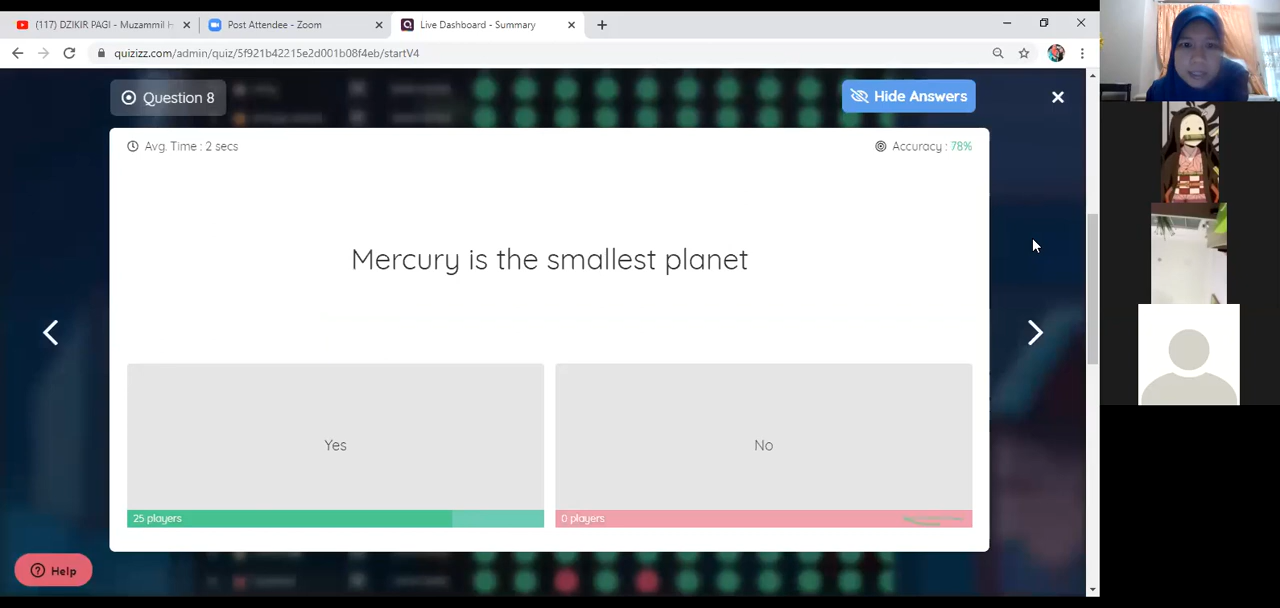 (117) DZIKIR PAGI - Muzammil H
Post Attendee - Zoom
Live Dashboard - Summary
quizizz.com/admin/quiz/5f921b42215e2d001b08f4eb/startV4
Question 8
Hide Answers
Avg. Time : 2 secs
Accuracy : 78%
Mercury is the smallest planet
Yes
No
25 players
0 players
Help